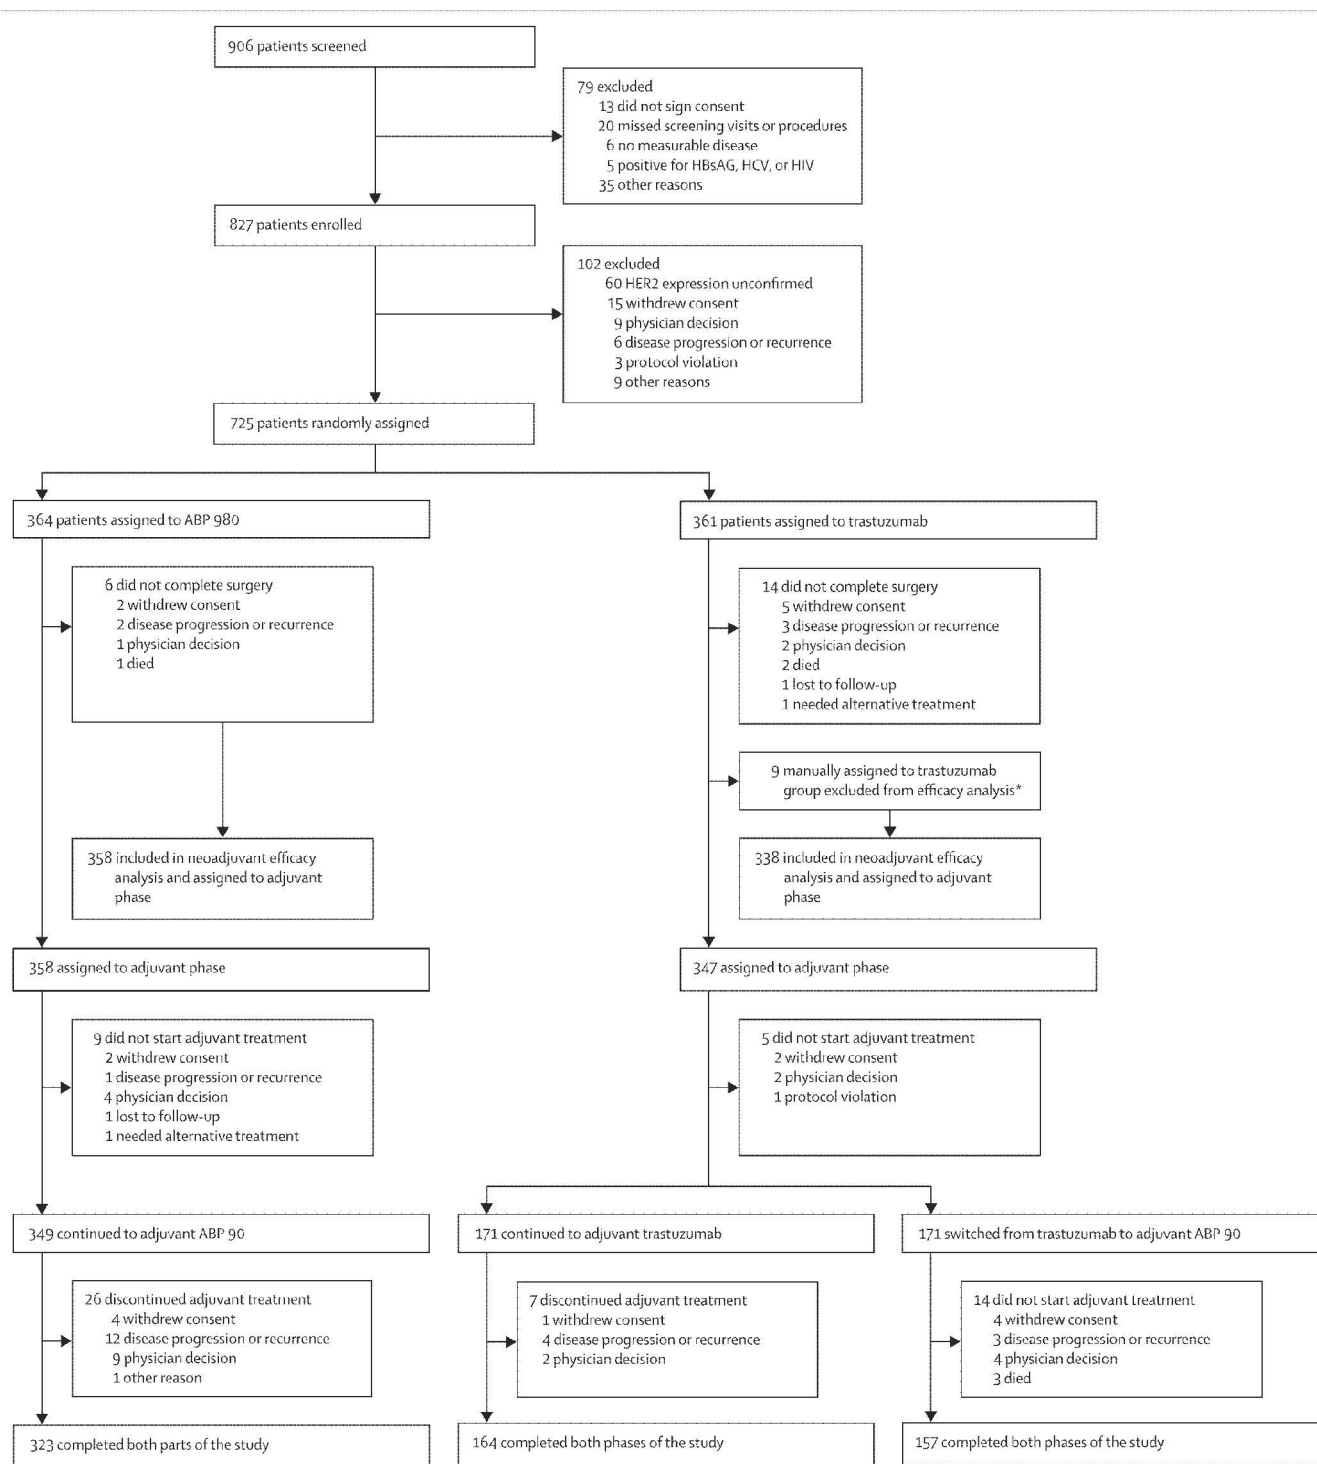 906 patients screened
79 excluded
13 did not sign consent
20 missed screening visits or procedures
6 no measurable disease
5 positive for HBsAG, HCV, or HIV
35 other reasons
827 patients enrolled
102 excluded
60 HER2 expression unconfirmed
15 withdrew consent
9 physician decision
6 disease progression or recurrence
3 protocol violation
9 other reasons
725 patients randomly assigned
364 patients assigned to ABP 980
6 did not complete surgery
2 withdrew consent
2 disease progression or recurrence
1 physician decision
1 died
358 included in neoadjuvant efficacy
analysis and assigned to adjuvant
phase
358 assigned to adjuvant phase
9 did not start adjuvant treatment
2 withdrew consent
1 disease progression or recurrence
4 physician decision
1 lost to follow-up
1 needed alternative treatment
349 continued to adjuvant ABP 90
26 discontinued adjuvant treatment
4 withdrew consent
12 disease progression or recurrence
9 physician decision
1 other reason
323 completed both parts of the study
361 patients assigned to trastuzumab
14 did not complete surgery
5 withdrew consent
3 disease progression or recurrence
2 physician decision
2 died
1 lost to follow-up
1 needed alternative treatment
9 manually assigned to trastuzumab
group excluded from efficacy analysis*
338 included in neoadjuvant efficacy
analysis and assigned to adjuvant
phase
347 assigned to adjuvant phase
5 did not start adjuvant treatment
2 withdrew consent
2 physician decision
1 protocol violation
171 continued to adjuvant trastuzumab
7 discontinued adjuvant treatment
1 withdrew consent
4 disease progression or recurrence
2 physician decision
164 completed both phases of the study
171 switched from trastuzumab to adjuvant ABP 90
14 did not start adjuvant treatment
4 withdrew consent
3 disease progression or recurrence
4 physician decision
3 died
157 completed both phases of the study